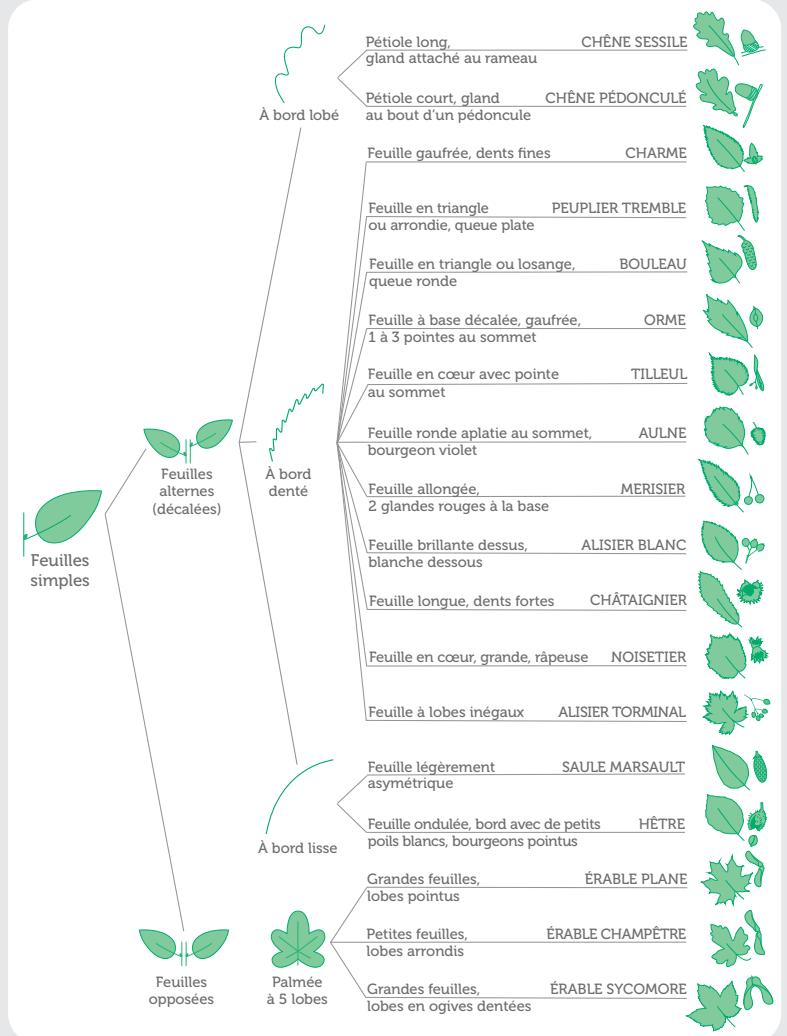 Pétiole long, CHÊNE SESSILE
gland attaché au rameau
Pétiole court, gland CHÊNE PÉDONCULÉ
au bout d'un pédoncule
À bord lobé
Feuille gaufrée, dents fines CHARME
Feuille en triangle PEUPLIER TREMBLE
ou arrondie, queue plate
Feuille en triangle ou losange, BOULEAU
queue ronde
Feuille à base décalée, gaufrée, ORME
1 à 3 pointes au sommet
Feuille en cœur avec pointe TILLEUL
au sommet
Feuille ronde aplatie au sommet, AULNE
bourgeon violet
Feuilles
alternes
(décalées)
À bord
denté
Feuille allongée, MERISIER
2 glandes rouges à la base
Feuille brillante dessus, ALISIER BLANC
blanche dessous
Feuilles
simples
Feuille longue, dents fortes CHÂTAIGNIER
Feuille en cœur, grande, râpeuse NOISETIER
Feuille à lobes inégaux ALISIER TORMINAL
Feuille légèrement SAULE MARSAULT
asymétrique
Feuille ondulée, bord avec de petits HÊTRE
poils blancs, bourgeons pointus
À bord lisse
Grandes feuilles, ÉRABLE PLANE
lobes pointus
Petites feuilles, ÉRABLE CHAMPÊTRE
lobes arrondis
Feuilles
opposées
Palmée
à 5 lobes
Grandes feuilles, ÉRABLE SYCOMORE
lobes en ogives dentées